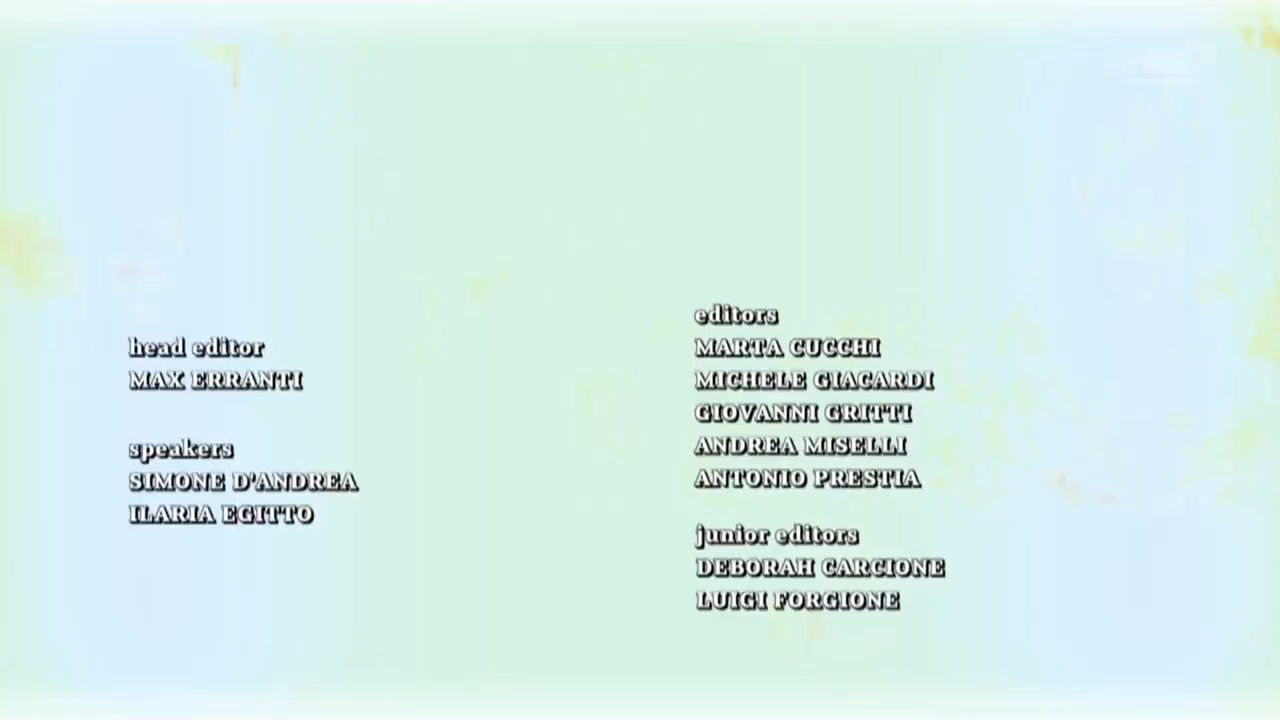 head editor
MAX ERRANTI
speakers
SIMONE D'ANDREA
ILARIA EGITTO
editors
MARTA CUCCHI
MICHELE GIACARDI
GIOVANNI GRITTI
ANDREA MISELLI
ANTONIO PRESTIA
junior editors
DEBORAH CARCIONE
LUIGI FORGIONE